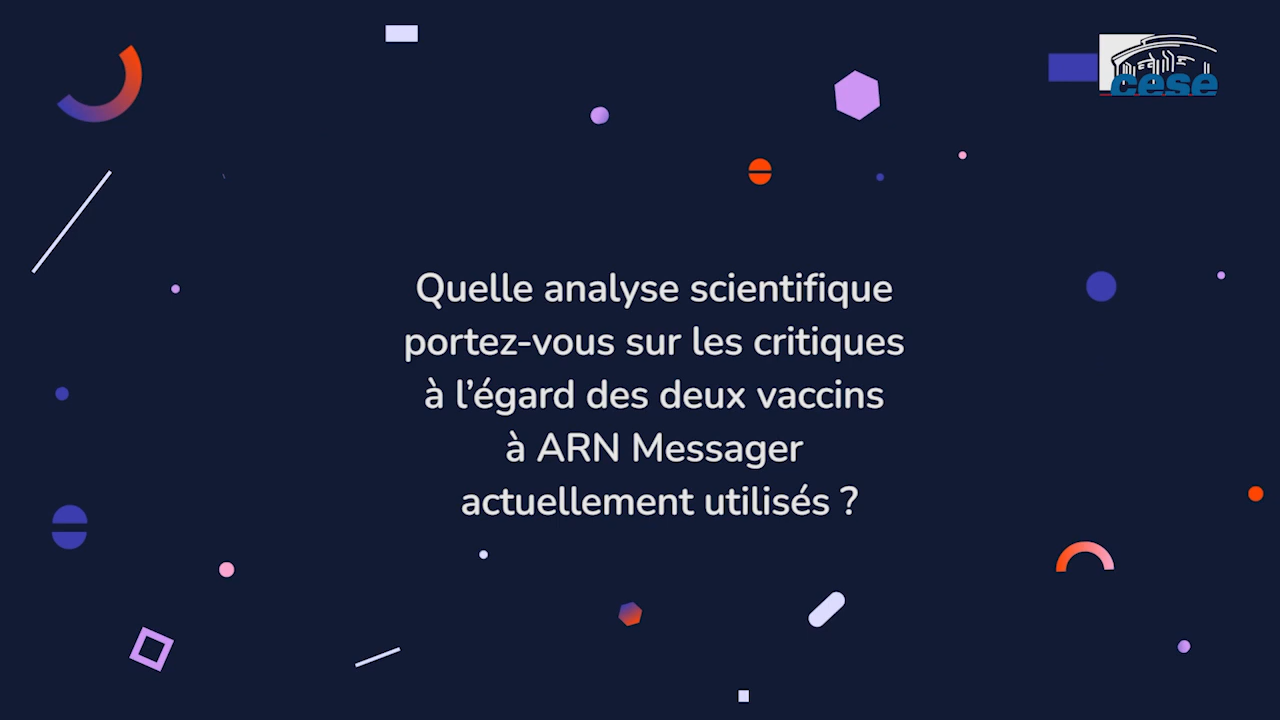 cese
Quelle analyse scientifique
portez-vous sur les critiques
à l’égard des deux vaccins
à ARN Messager
actuellement utilisés ?